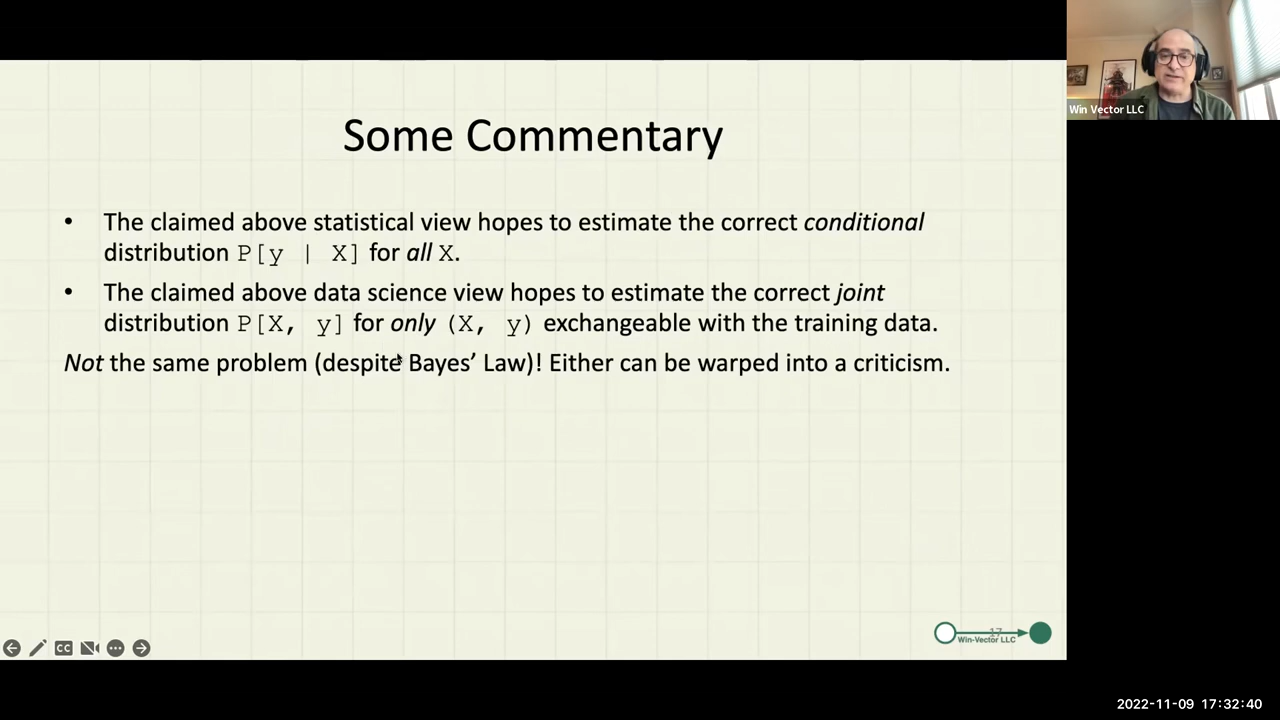 Some Commentary
• The claimed above statistical view hopes to estimate the correct conditional
distribution P[y | X] for all X.
• The claimed above data science view hopes to estimate the correct joint
distribution P[X, y] for only (X, y) exchangeable with the training data.
Not the same problem (despite Bayes’ Law)! Either can be warped into a criticism.
Win Vector LLC
CC
17
Win-Vector LLC
2022-11-09 17:32:40